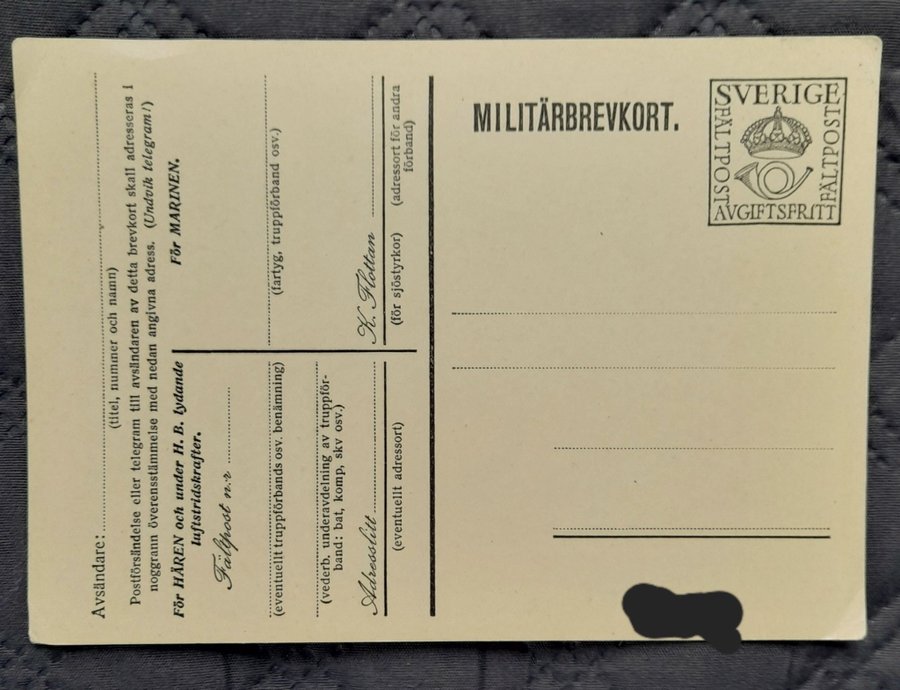 MILITÄRBREVKORT.
SVERIGE
FÄLTPOST
FÄLTPOST
AVGIFTSFRITT
Avsändare:
(titel, nummer och namn)
Postförsändelse eller telegram till avsändaren av detta brevkort skall adresseras i
noggrann överensstämmelse med nedan angivna adress. (Undvik telegram!)
För HÄREN och under H. B. lydande
luftstridskrafter.
Fältpost n:r
(eventuellt truppförbands osv. benämning)
(vederb. underavdelning av truppför-
band: bat, komp, skv osv.)
Adresslitt
(eventuellt adressort)
För MARINEN.
(fartyg, truppförband osv.)
K. Flottan
(för sjöstyrkor)
(adressort för andra
förband)